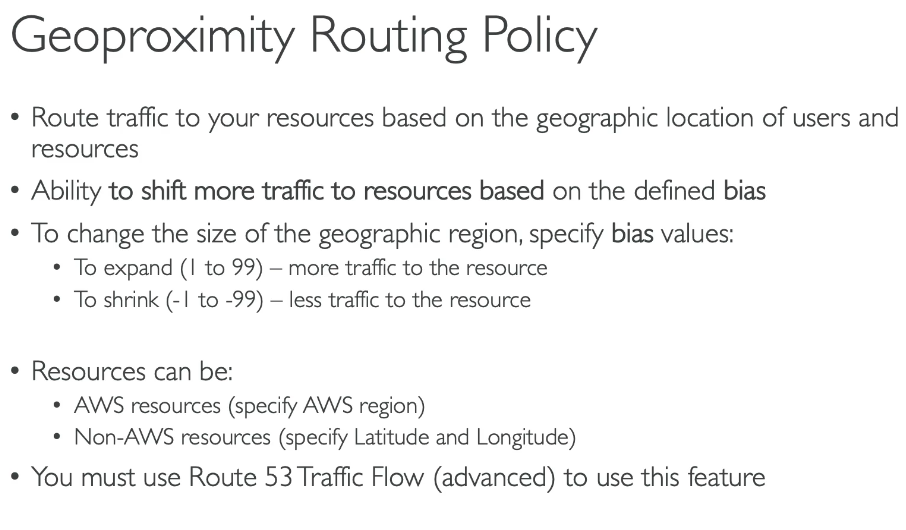 Geoproximity Routing Policy
• Route traffic to your resources based on the geographic location of users and
resources
• Ability to shift more traffic to resources based on the defined bias
• To change the size of the geographic region, specify bias values:
• To expand (1 to 99) – more traffic to the resource
• To shrink (-1 to -99) – less traffic to the resource
• Resources can be:
• AWS resources (specify AWS region)
• Non-AWS resources (specify Latitude and Longitude)
• You must use Route 53 Traffic Flow (advanced) to use this feature